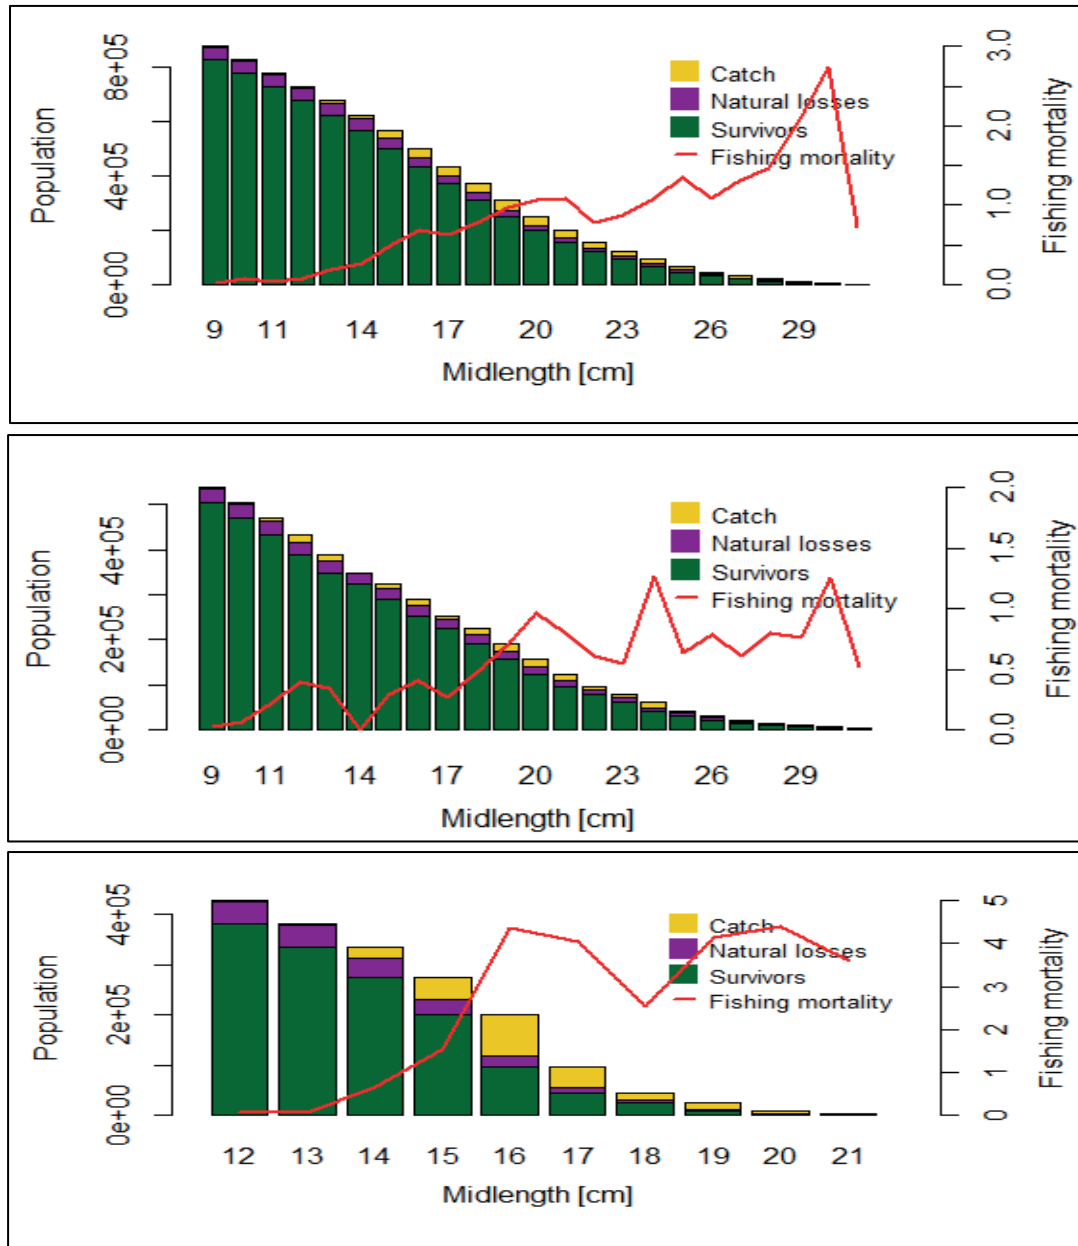 Population
0e+00 4e+05 8e+05
Catch
Natural losses
Survivors
Fishing mortality
0.0 1.0 2.0 3.0
Fishing mortality
9 11 14 17 20 23 26 29
Midlength [cm]
Population
0e+00 2e+05 4e+05
Catch
Natural losses
Survivors
Fishing mortality
0.0 0.5 1.0 1.5 2.0
Fishing mortality
9 11 14 17 20 23 26 29
Midlength [cm]
Population
0e+00 2e+05 4e+05
Catch
Natural losses
Survivors
Fishing mortality
0 1 2 3 4 5
Fishing mortality
12 13 14 15 16 17 18 19 20 21
Midlength [cm]